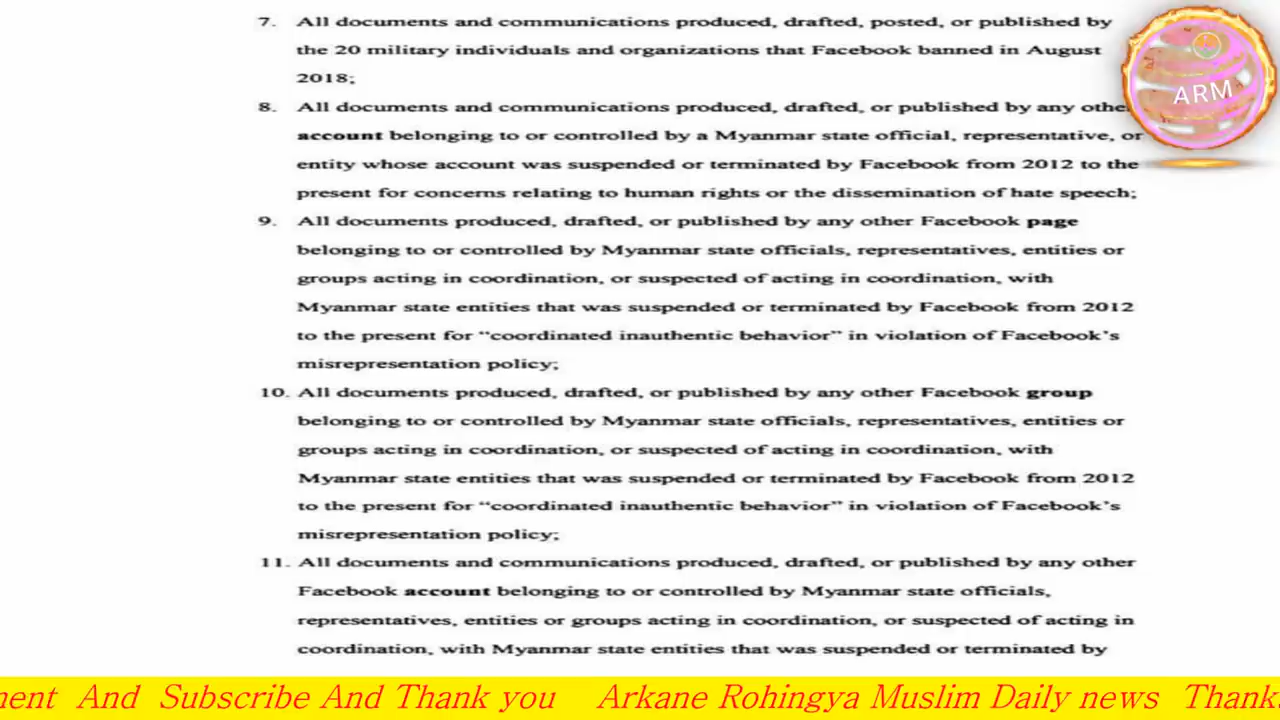 7. All documents and communications produced, drafted, posted, or published by
the 20 military individuals and organizations that Facebook banned in August
2018;
8. All documents and communications produced, drafted, or published by any other
account belonging to or controlled by a Myanmar state official, representative, or
entity whose account was suspended or terminated by Facebook from 2012 to the
present for concerns relating to human rights or the dissemination of hate speech;
9. All documents produced, drafted, or published by any other Facebook page
belonging to or controlled by Myanmar state officials, representatives, entities or
groups acting in coordination, or suspected of acting in coordination, with
Myanmar state entities that was suspended or terminated by Facebook from 2012
to the present for “coordinated inauthentic behavior” in violation of Facebook’s
misrepresentation policy;
10. All documents produced, drafted, or published by any other Facebook group
belonging to or controlled by Myanmar state officials, representatives, entities or
groups acting in coordination, or suspected of acting in coordination, with
Myanmar state entities that was suspended or terminated by Facebook from 2012
to the present for “coordinated inauthentic behavior” in violation of Facebook’s
misrepresentation policy;
11. All documents and communications produced, drafted, or published by any other
Facebook account belonging to or controlled by Myanmar state officials,
representatives, entities or groups acting in coordination, or suspected of acting in
coordination, with Myanmar state entities that was suspended or terminated by
ARM
ment And Subscribe And Thank you Arkane Rohingya Muslim Daily news Thank